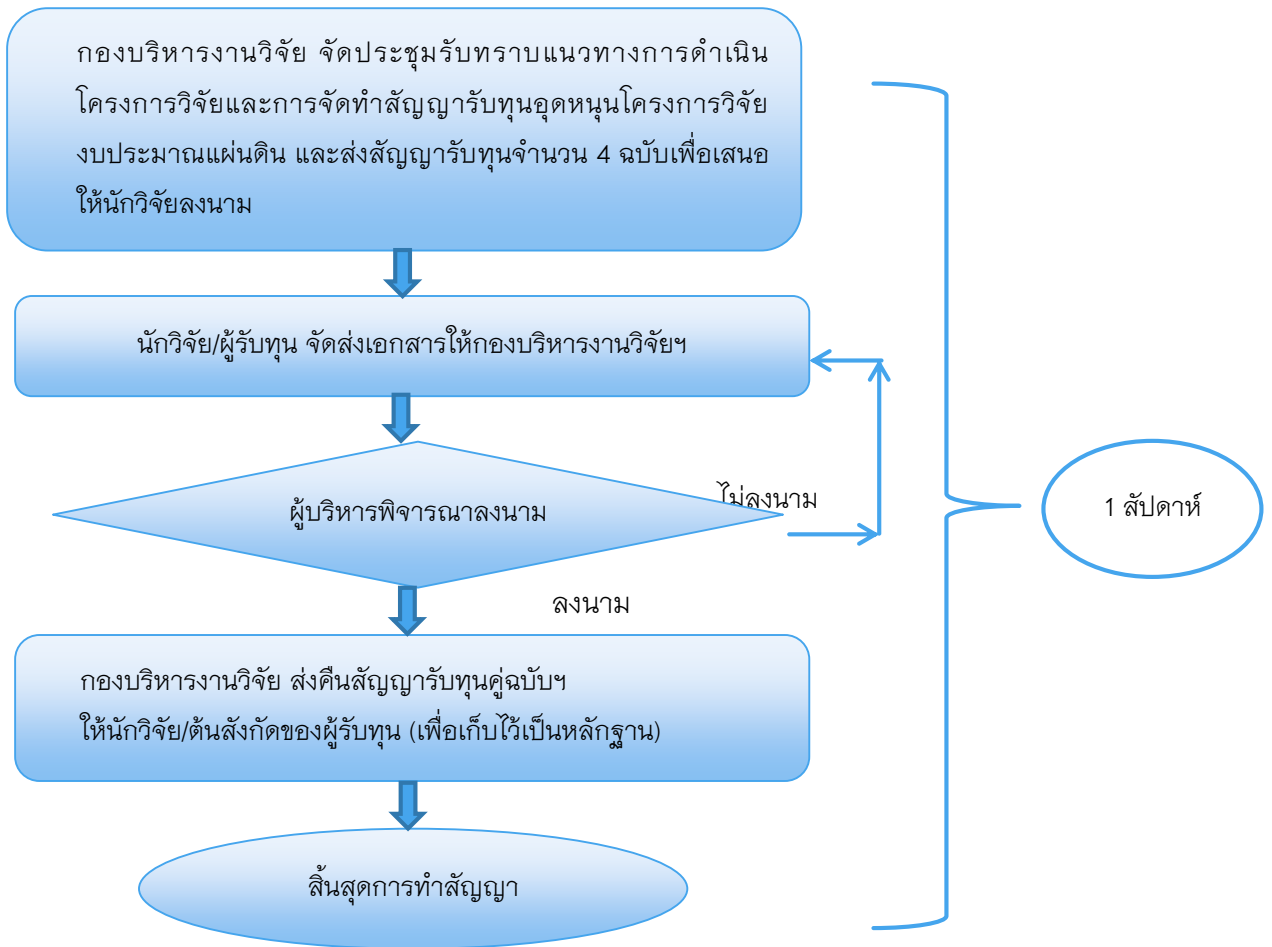 กองบริหารงานวิจัย จัดประชุมรับทราบแนวทางการดำเนิน
โครงการวิจัยและการจัดทำสัญญารับทุนอุดหนุนโครงการวิจัย
งบประมาณแผ่นดิน และส่งสัญญารับทุนจำนวน 4 ฉบับเพื่อเสนอ
ให้นักวิจัยลงนาม
นักวิจัย/ผู้รับทุน จัดส่งเอกสารให้กองบริหารงานวิจัยฯ
ไม่ลงนาม
ผู้บริหารพิจารณาลงนาม
1 สัปดาห์
ลงนาม
กองบริหารงานวิจัย ส่งคืนสัญญารับทุนคู่ฉบับฯ
ให้นักวิจัย/ต้นสังกัดของผู้รับทุน (เพื่อเก็บไว้เป็นหลักฐาน)
สิ้นสุดการทำสัญญา